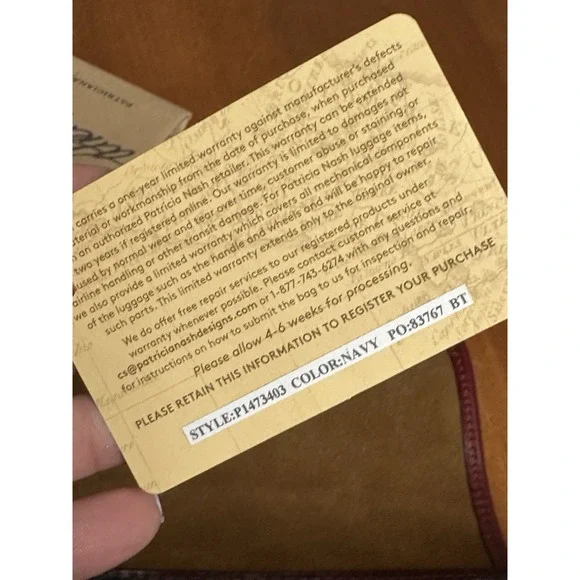 PATRICIA NA
carries a one-year limited warranty against manufacturer's defects
terial or workmanship from the date of purchase, when purchased
an authorized Patricia Nash retailer. This warranty can be extended
two years if registered online. Our warranty is limited to damages not
used by normal wear and tear over time, customer abuse or staining, or
airline handling or other transit damage. For Patricia Nash luggage items,
we also provide a limited warranty which covers all mechanical components
of the luggage such as the handle and wheels and will be happy to repair
such parts. This limited warranty extends only to the original owner.
We do offer free repair services to our registered products under
warranty whenever possible. Please contact customer service at
cs@patricianashdesigns.com or 1-877-743-6274 with any questions and
for instructions on how to submit the bag to us for inspection and repair.
Please allow 4-6 weeks for processing.
PLEASE RETAIN THIS INFORMATION TO REGISTER YOUR PURCHASE
STYLE:P1473403 COLOR:NAVY PO:83767 BT